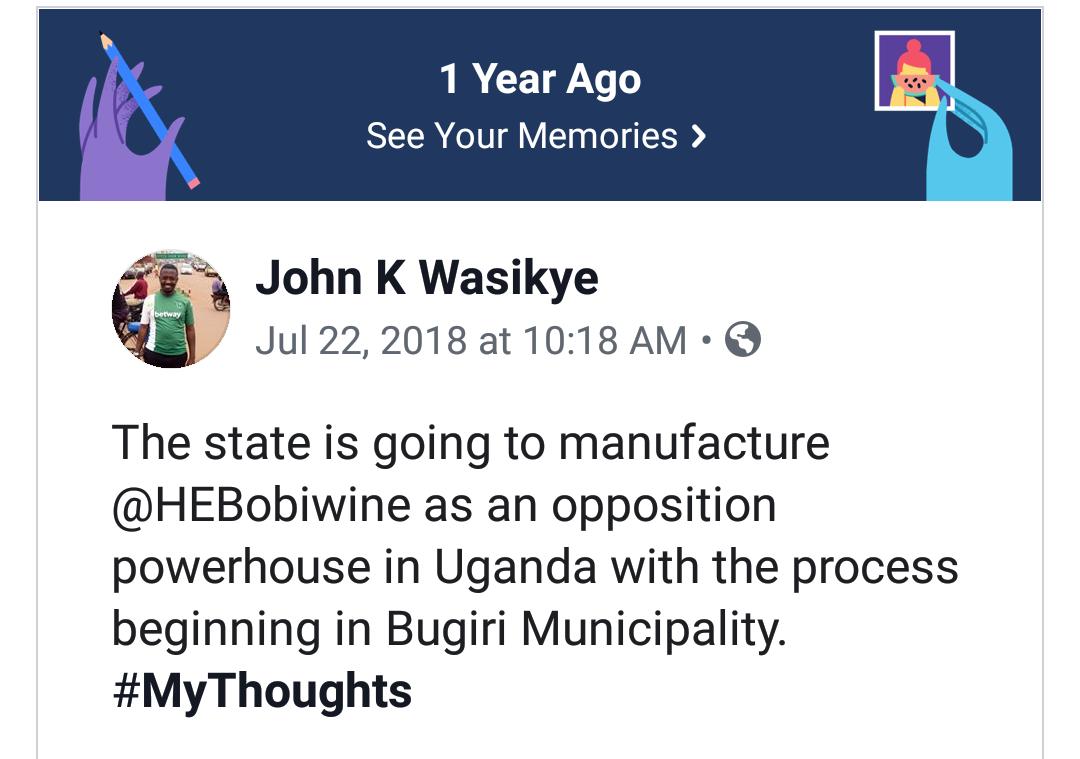 1 Year Ago
See Your Memories
John K Wasikye
Jul 22, 2018 at 10:18 AM •
betway
The state is going to manufacture
@HEBobiwine as an opposition
powerhouse in Uganda with the process
beginning in Bugiri Municipality.
#MyThoughts